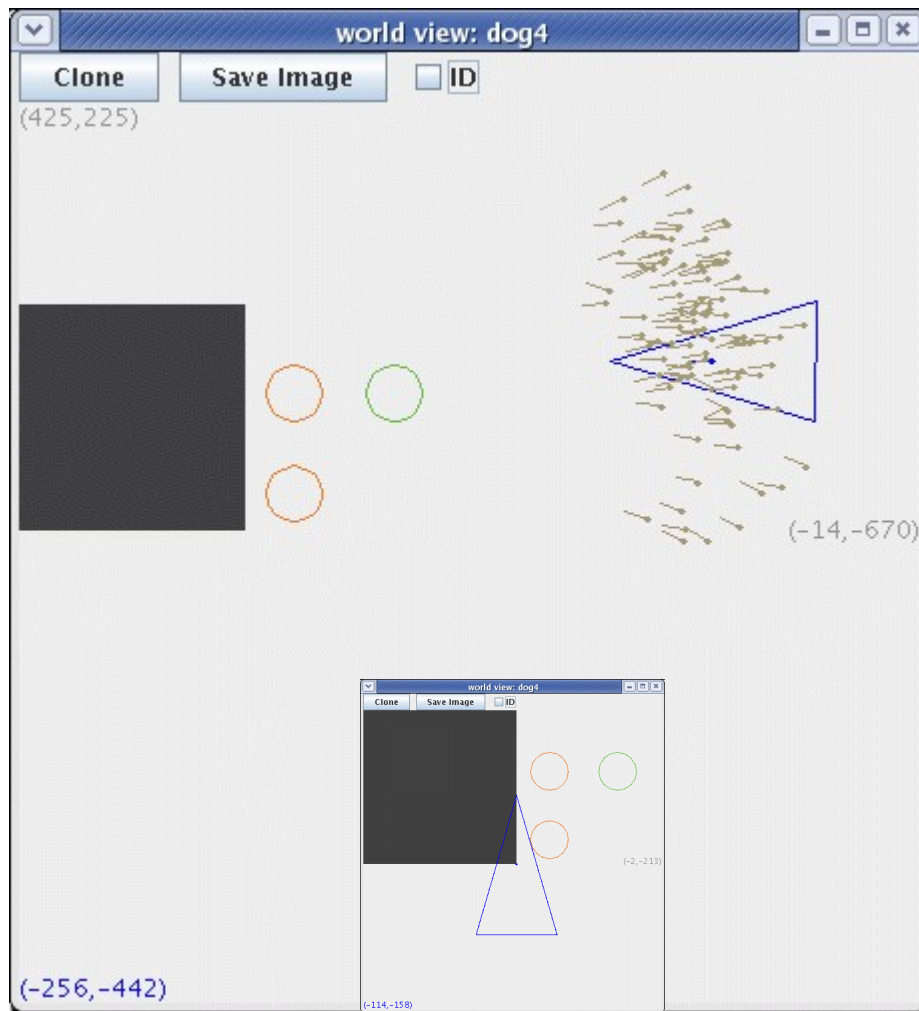 world view: dog4
Clone Save Image ID
(425,225)
(-14,-670)
world view: dog4
Clone Save Image ID
(-2,-213)
(-114,-158)
(-256,-442)